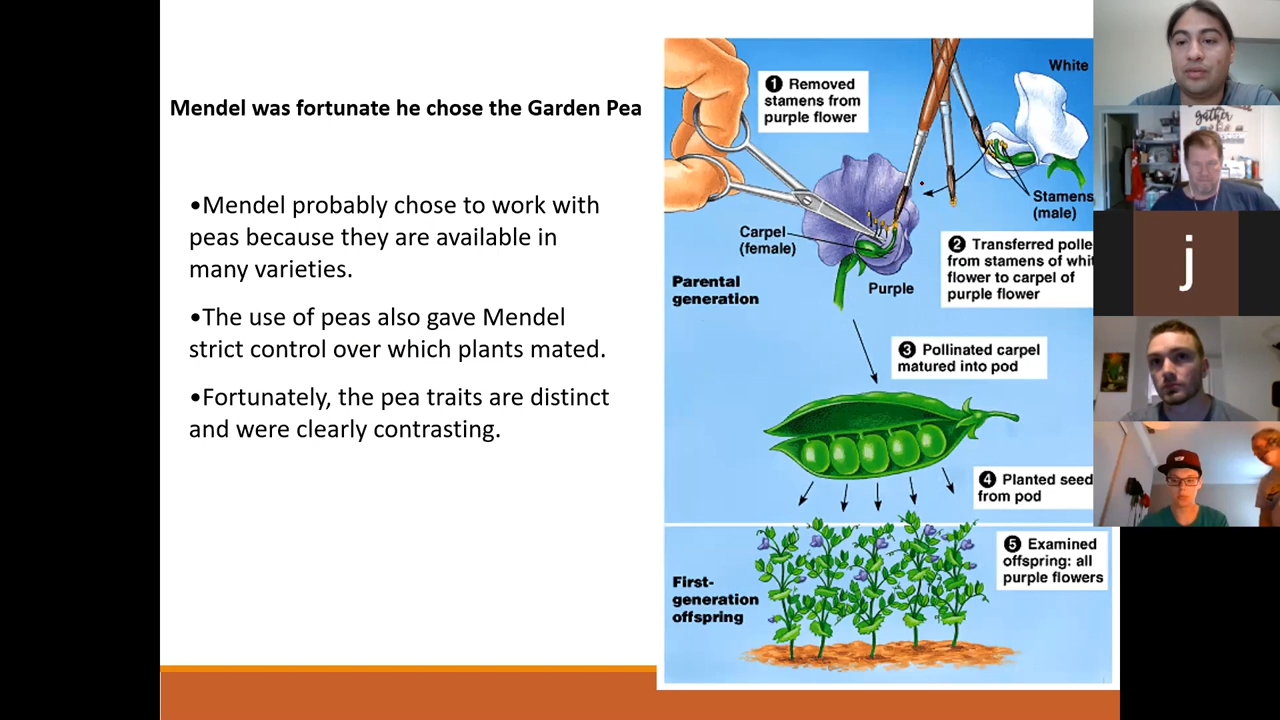 Mendel was fortunate he chose the Garden Pea
•Mendel probably chose to work with
peas because they are available in
many varieties.
•The use of peas also gave Mendel
strict control over which plants mated.
•Fortunately, the pea traits are distinct
and were clearly contrasting.
1 Removed
stamens from
purple flower
White
Stamens
(male)
Carpel
(female)
2 Transferred polle
from stamens of whi
flower to carpel of
purple flower
Parental
generation
Purple
3 Pollinated carpel
matured into pod
4 Planted seed
from pod
5 Examined
offspring: all
purple flowers
First-
generation
offspring
gather
j